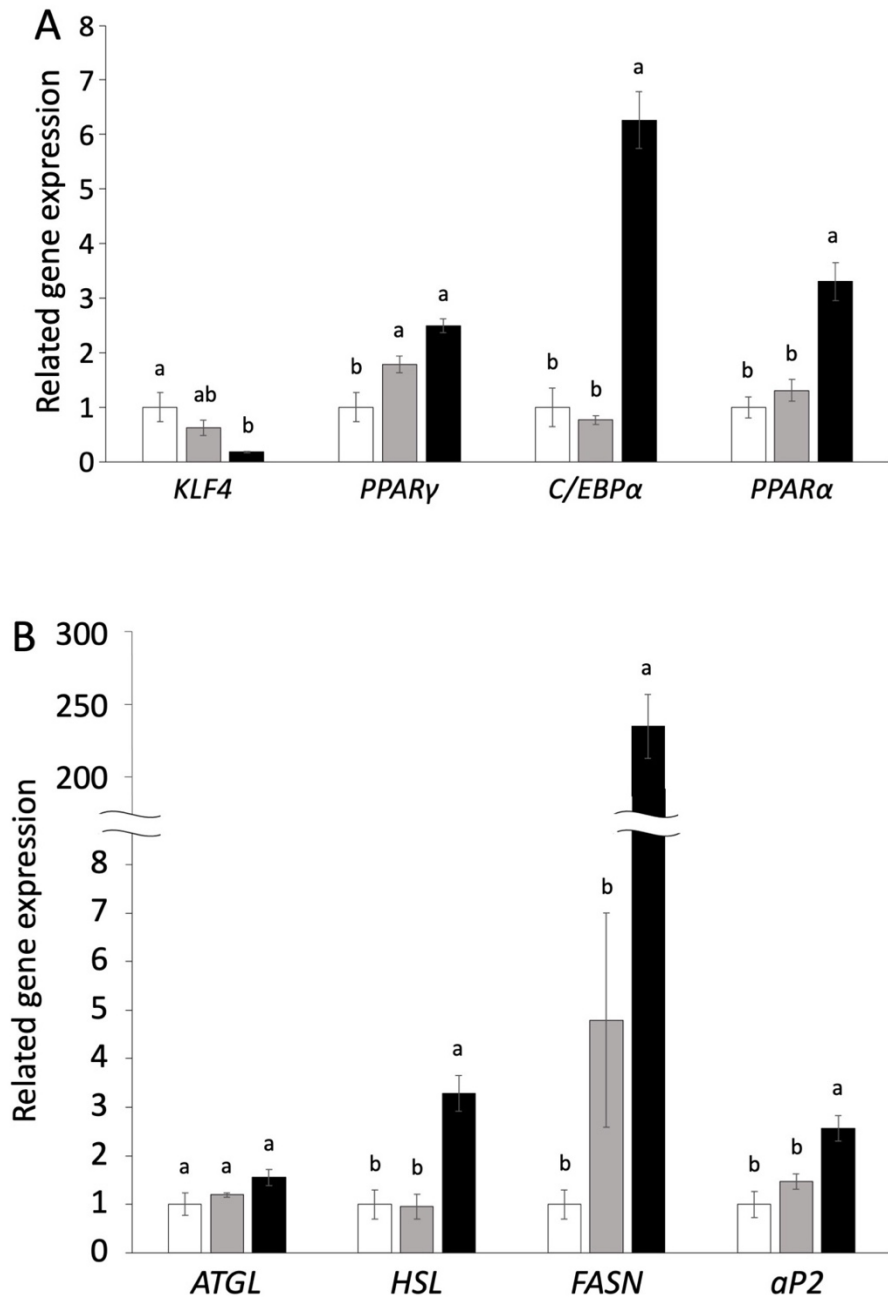 A
Related gene expression
8
7
6
5
4
3
2
1
0
a
ab
b
b
a
a
b
b
a
b
b
a
KLF4 PPARγ C/EBPα PPARα
B
Related gene expression
300
250
200
8
7
6
5
4
3
2
1
0
a
a
a
b
b
a
b
b
a
b
b
a
ATGL HSL FASN aP2